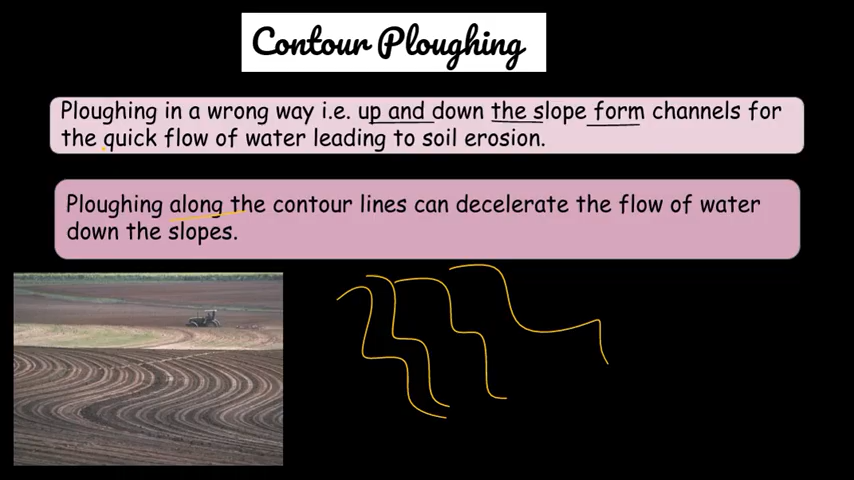 Contour Ploughing
Ploughing in a wrong way i.e. up and down the slope form channels for
the quick flow of water leading to soil erosion.
Ploughing along the contour lines can decelerate the flow of water
down the slopes.